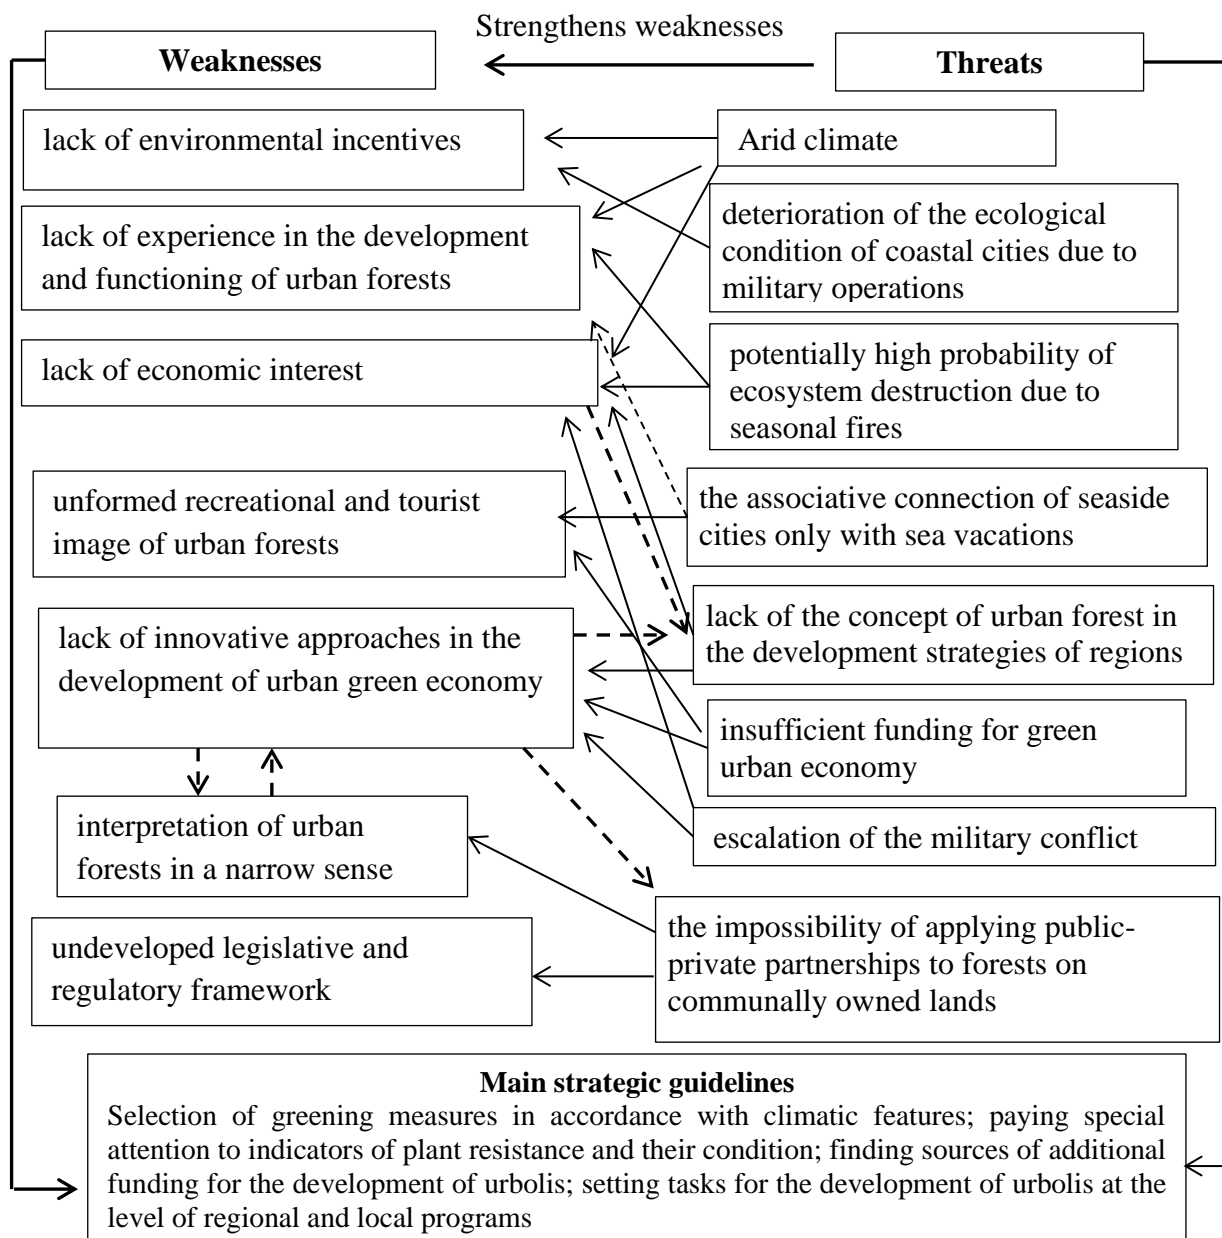 Strengthens weaknesses
Weaknesses
Threats
lack of environmental incentives
Arid climate
lack of experience in the development
and functioning of urban forests
deterioration of the ecological
condition of coastal cities due to
military operations
lack of economic interest
potentially high probability of
ecosystem destruction due to
seasonal fires
unformed recreational and tourist
image of urban forests
the associative connection of seaside
cities only with sea vacations
lack of innovative approaches in the
development of urban green economy
lack of the concept of urban forest in
the development strategies of regions
insufficient funding for green
urban economy
interpretation of urban
forests in a narrow sense
escalation of the military conflict
undeveloped legislative and
regulatory framework
the impossibility of applying public-
private partnerships to forests on
communally owned lands
Main strategic guidelines
Selection of greening measures in accordance with climatic features; paying special
attention to indicators of plant resistance and their condition; finding sources of additional
funding for the development of urbolis; setting tasks for the development of urbolis at the
level of regional and local programs